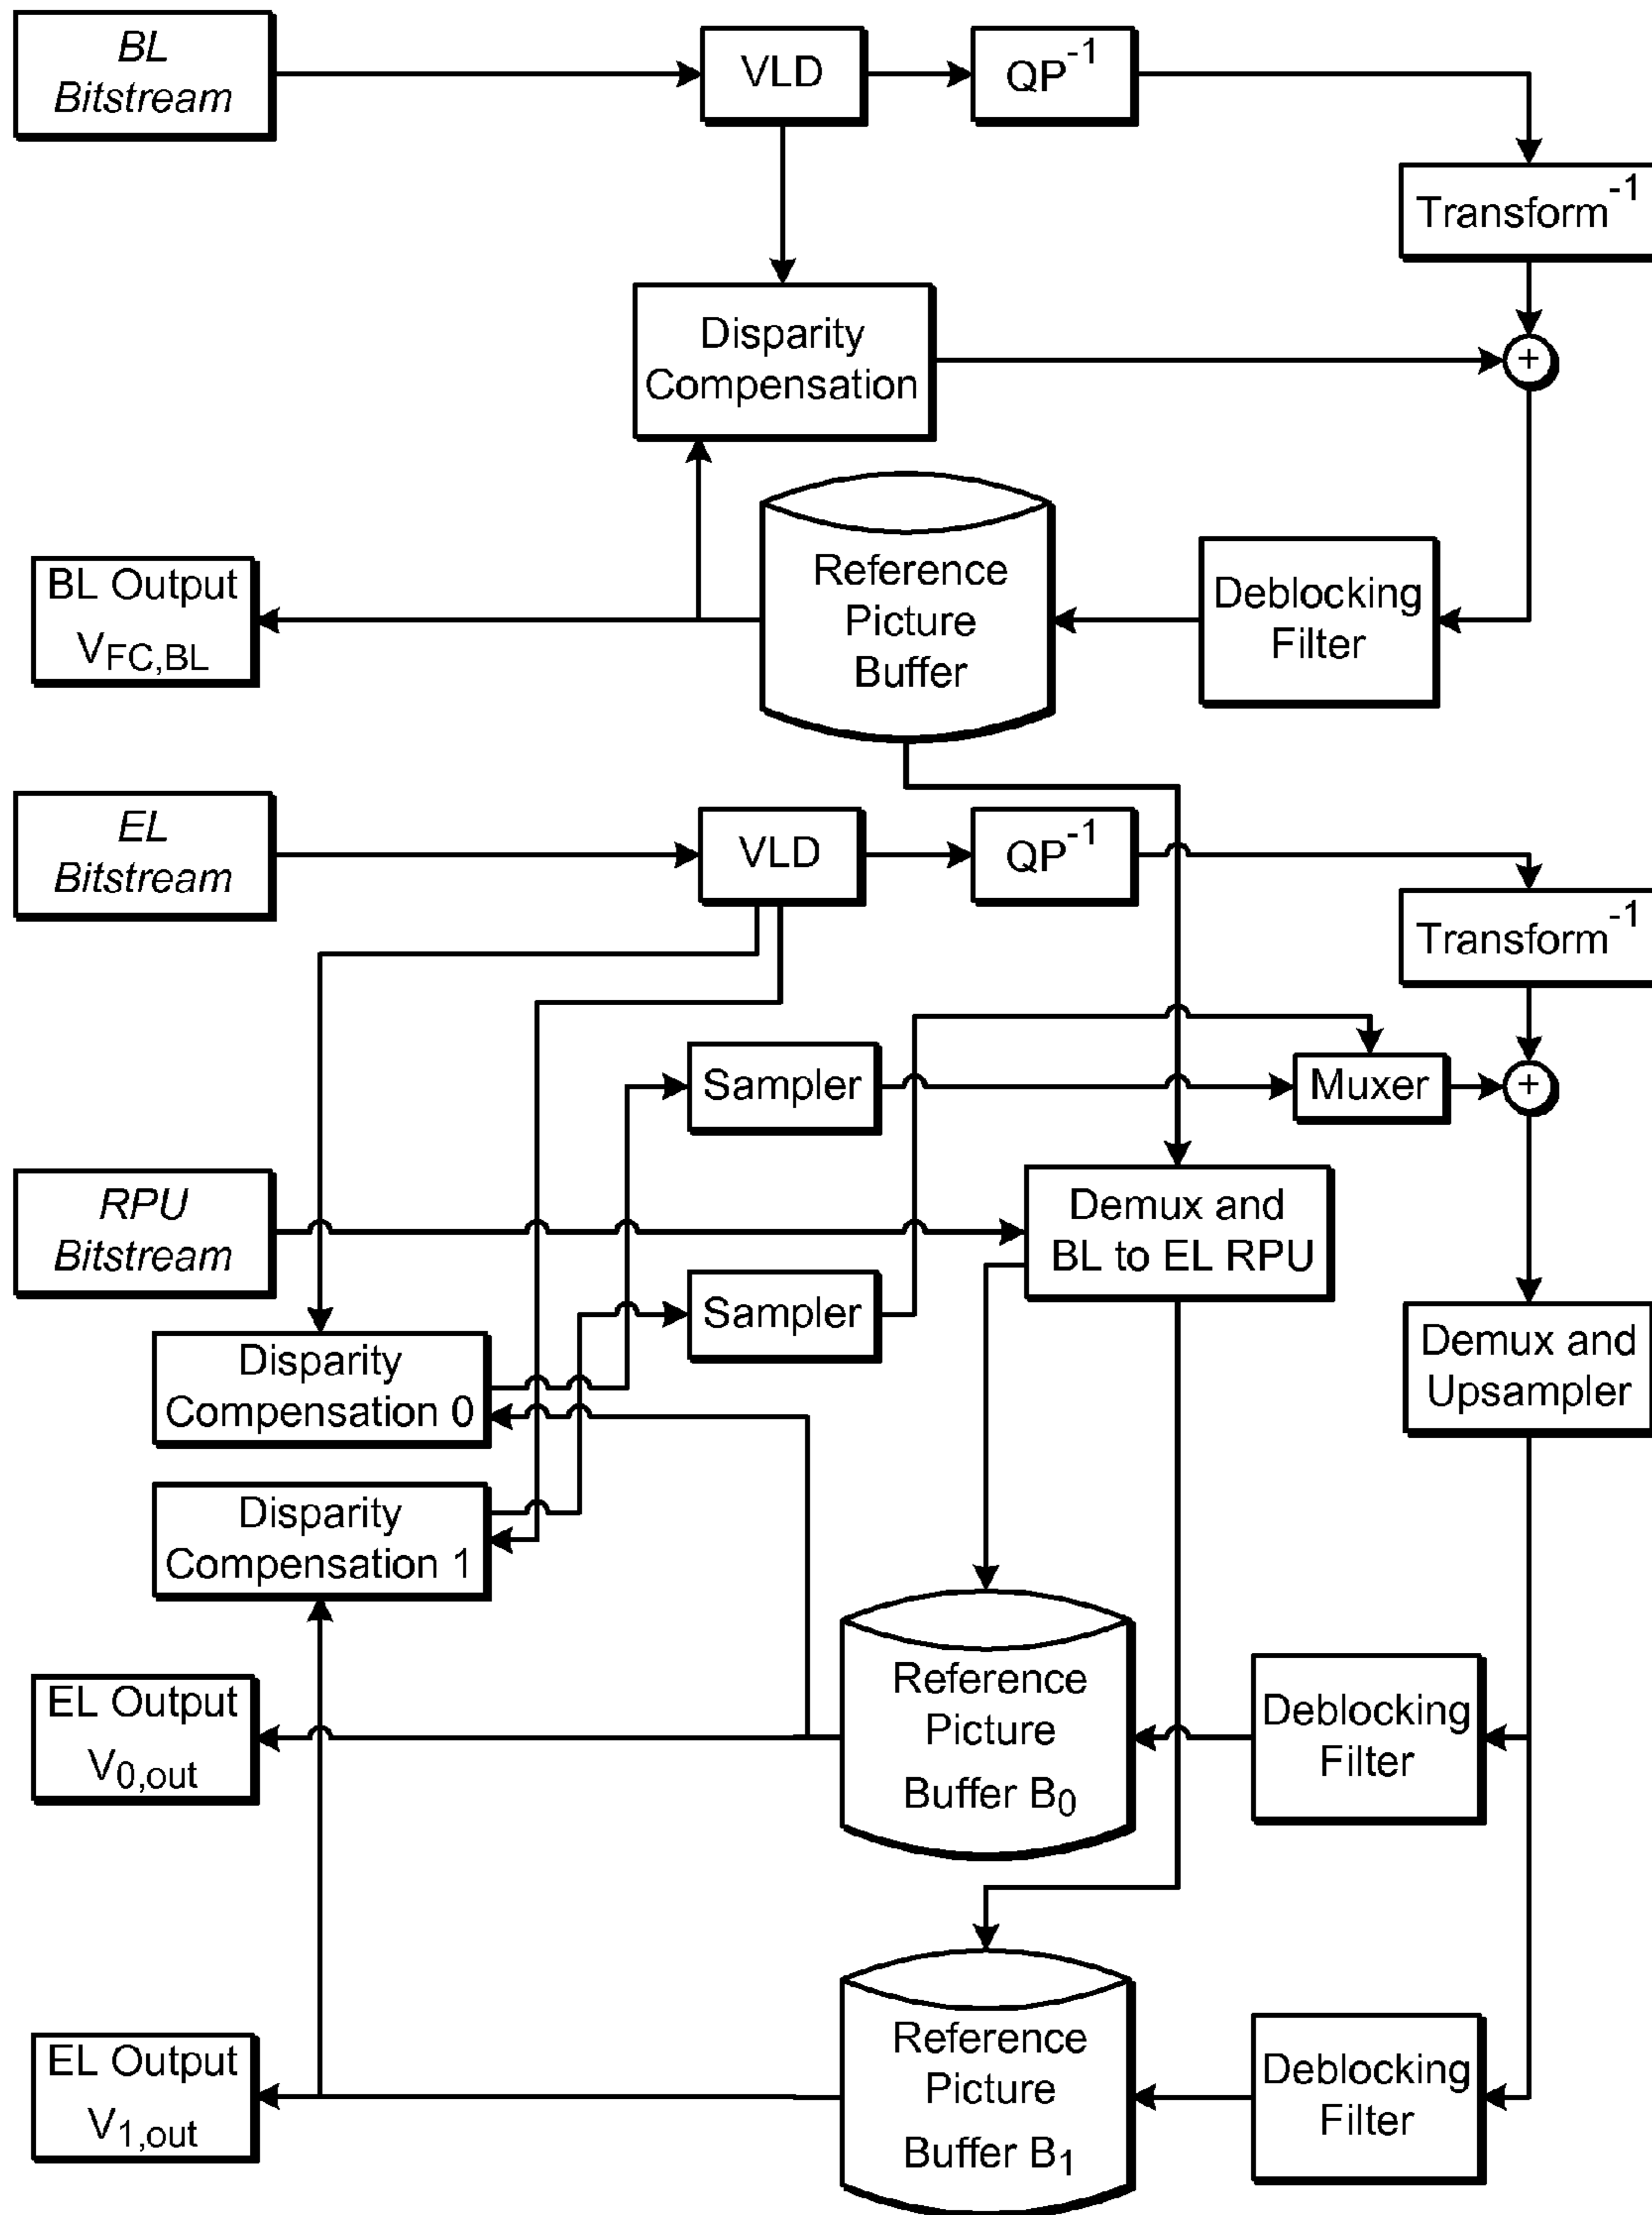 BL
Bitstream
VLD
QP-1
Transform-1
Disparity
Compensation
+
BL Output
VFC,BL
Reference
Picture
Buffer
Deblocking
Filter
EL
Bitstream
VLD
QP-1
Transform-1
Sampler
Muxer
+
RPU
Bitstream
Demux and
BL to EL RPU
Sampler
Disparity
Compensation 0
Demux and
Upsampler
Disparity
Compensation 1
EL Output
V0,out
Reference
Picture
Buffer B0
Deblocking
Filter
EL Output
V1,out
Reference
Picture
Buffer B1
Deblocking
Filter